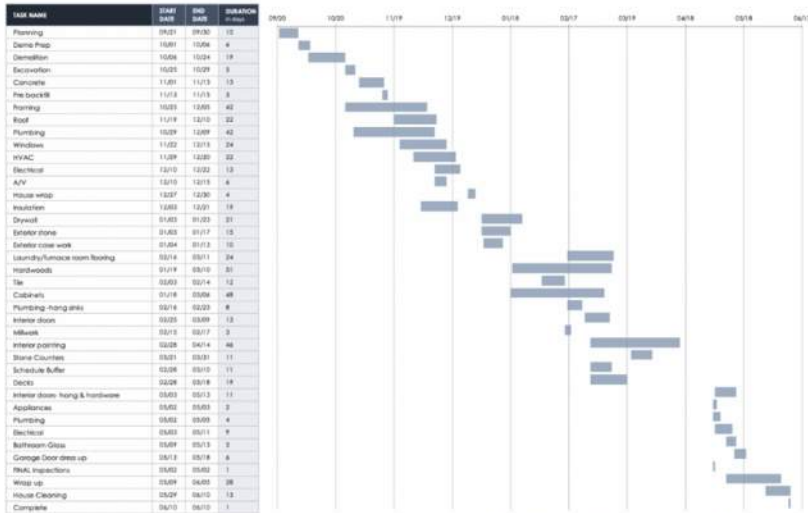 TASK NAME START DATE END DATE DURATION in days
09/20 10/20 11/19 12/19 01/18 02/17 03/19 04/18 05/18
Planning 09/21 09/30 10
Demo Prep 10/01 10/06 6
Demolition 10/06 10/24 19
Excavation 10/25 10/29 5
Concrete 11/01 11/13 13
Pre backfill 11/13 11/15 3
Framing 10/25 12/05 42
Roof 11/19 12/10 22
Plumbing 10/29 12/09 42
Windows 11/22 12/15 24
HVAC 11/29 12/20 22
Electrical 12/10 12/22 13
A/V 12/10 12/15 6
House wrap 12/27 12/30 4
Insulation 12/03 12/21 19
Drywall 01/03 01/23 21
Exterior stone 01/03 01/17 15
Exterior case work 01/04 01/13 10
Laundry/furnace room flooring 02/16 03/11 24
Hardwoods 01/19 03/10 51
Tile 02/03 02/14 12
Cabinets 01/18 03/06 48
Plumbing -hang sinks 02/16 02/23 8
Interior doors 02/25 03/09 13
Millwork 02/15 02/17 3
Interior painting 02/28 04/14 46
Stone Counters 03/21 03/31 11
Schedule Buffer 02/28 03/10 11
Decks 02/28 03/18 19
Interior doors- hang & hardware 05/03 05/13 11
Appliances 05/02 05/03 2
Plumbing 05/02 05/05 4
Electrical 05/03 05/11 9
Bathroom Glass 05/09 05/13 5
Garage Door dress up 05/13 05/18 6
FINAL Inspections 05/02 05/02 1
Wrap up 05/09 06/05 28
House Cleaning 05/29 06/10 13
Complete 06/10 06/10 1